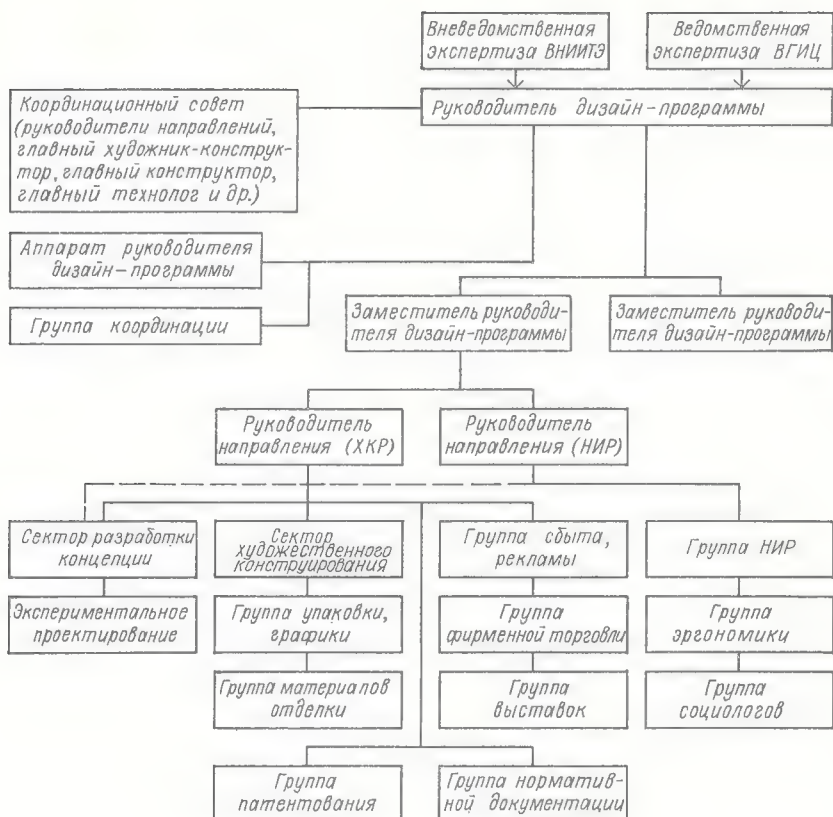 Вневедомственная
экспертиза ВНИИТЭ
Ведомственная
экспертиза ВГИЦ
Координационный совет
(руководители направлений,
главный художник-конструк-
тор, главный конструктор,
главный технолог и др.)
Руководитель дизайн-программы
Аппарат руководителя
дизайн-программы
Группа координации
Заместитель руководи-
теля дизайн-программы
Заместитель руководи-
теля дизайн-программы
Руководитель
направления (ХКР)
Руководитель
направления (НИР)
Сектор разработки
концепции
Сектор
художественного
конструирования
Группа сбыта,
рекламы
Группа НИР
Экспериментальное
проектирование
Группа упаковки,
графики
Группа
фирменной торговли
Группа
эргономики
Группа материалов
отделки
Группа
выставок
Группа
социологов
Группа
патентования
Группа норматив-
ной документации